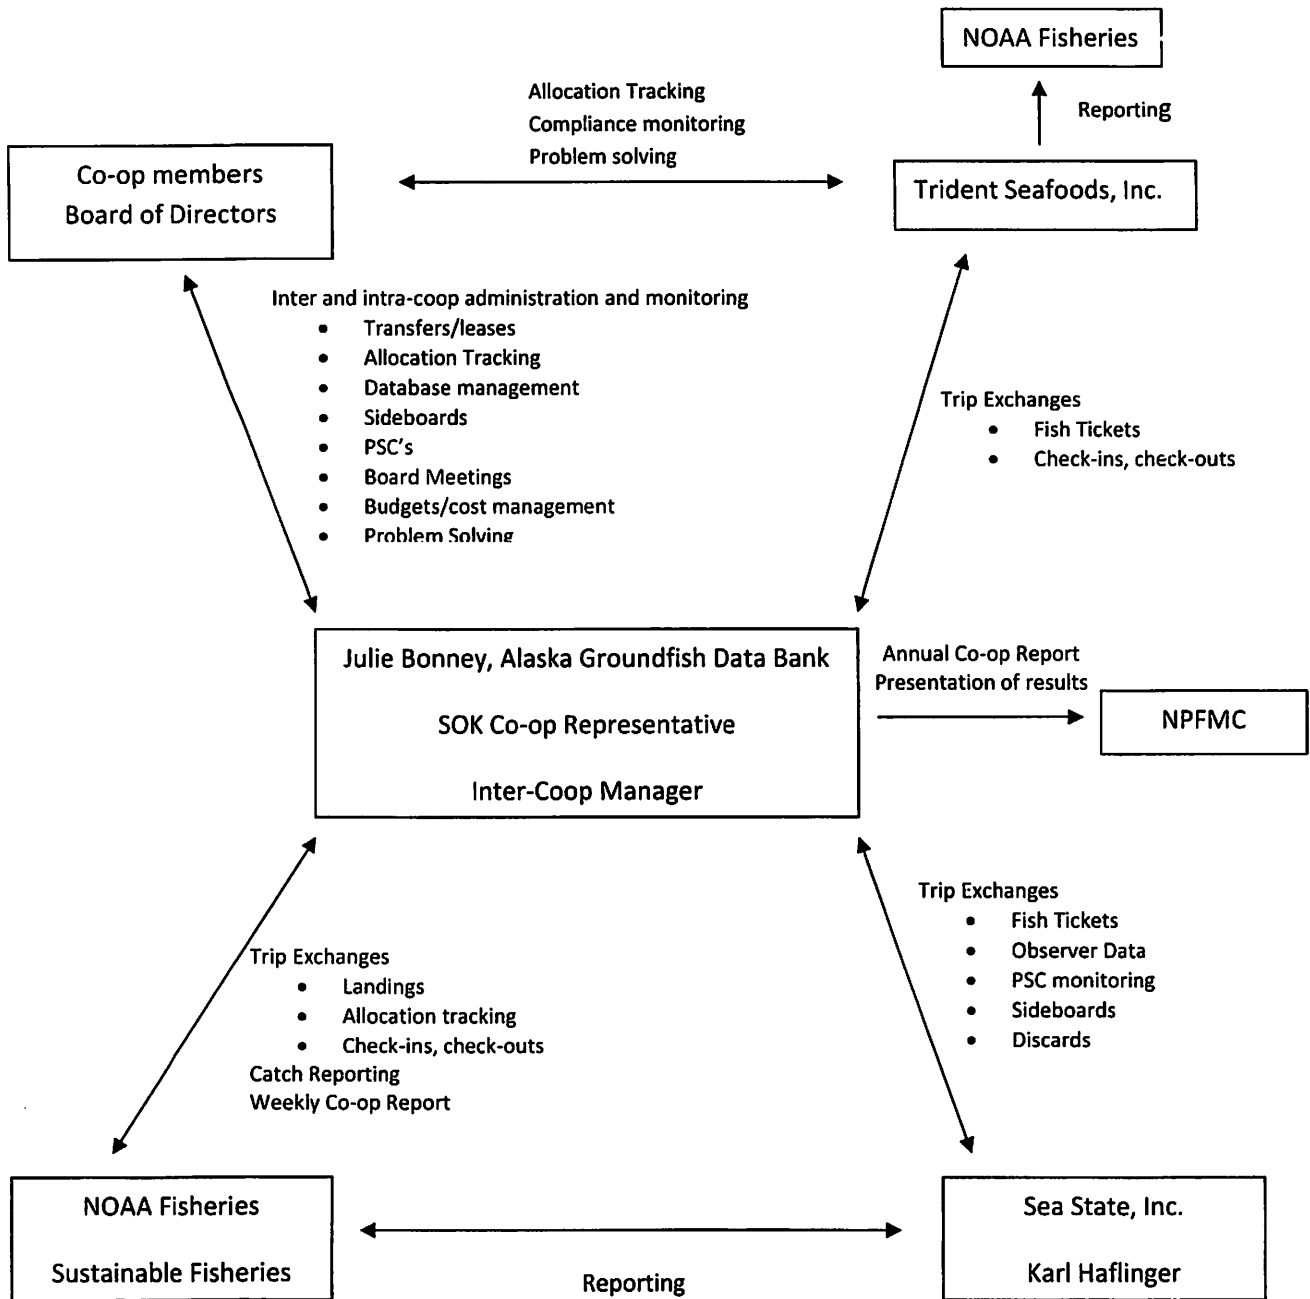 NOAA Fisheries
Reporting
Allocation Tracking
Compliance monitoring
Problem solving
Co-op members
Board of Directors
Trident Seafoods, Inc.
Inter and intra-coop administration and monitoring
• Transfers/leases
• Allocation Tracking
• Database management
• Sideboards
• PSC's
• Board Meetings
• Budgets/cost management
• Problem Solving
Trip Exchanges
• Fish Tickets
• Check-ins, check-outs
Julie Bonney, Alaska Groundfish Data Bank
SOK Co-op Representative
Inter-Coop Manager
Annual Co-op Report
Presentation of results
NPFMC
Trip Exchanges
• Landings
• Allocation tracking
• Check-ins, check-outs
Catch Reporting
Weekly Co-op Report
Trip Exchanges
• Fish Tickets
• Observer Data
• PSC monitoring
• Sideboards
• Discards
NOAA Fisheries
Sustainable Fisheries
Reporting
Sea State, Inc.
Karl Haflinger